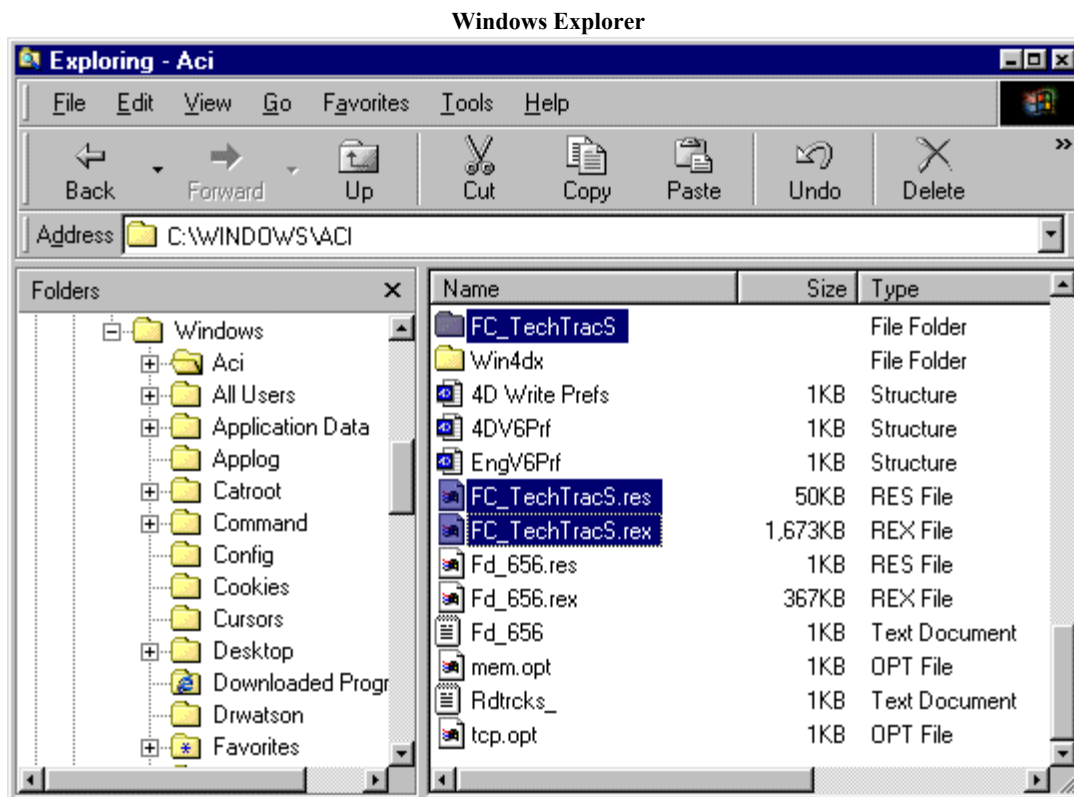 Windows Explorer
Exploring - Aci
File Edit View Go Favorites Tools Help
Back Forward Up Cut Copy Paste Undo Delete »
Address C:\WINDOWS\ACI
Folders
Windows
Aci
All Users
Application Data
Applog
Catroot
Command
Config
Cookies
Cursors
Desktop
Downloaded Progr
Drwatson
Favorites
Name Size Type
FC_TechTracS File Folder
Win4dx File Folder
4D Write Prefs 1KB Structure
4DV6Prf 1KB Structure
EngV6Prf 1KB Structure
FC_TechTracS.res 50KB RES File
FC_TechTracS.rex 1,673KB REX File
Fd_656.res 1KB RES File
Fd_656.rex 367KB REX File
Fd_656 1KB Text Document
mem.opt 1KB OPT File
Rdtrcks_ 1KB Text Document
tcp.opt 1KB OPT File